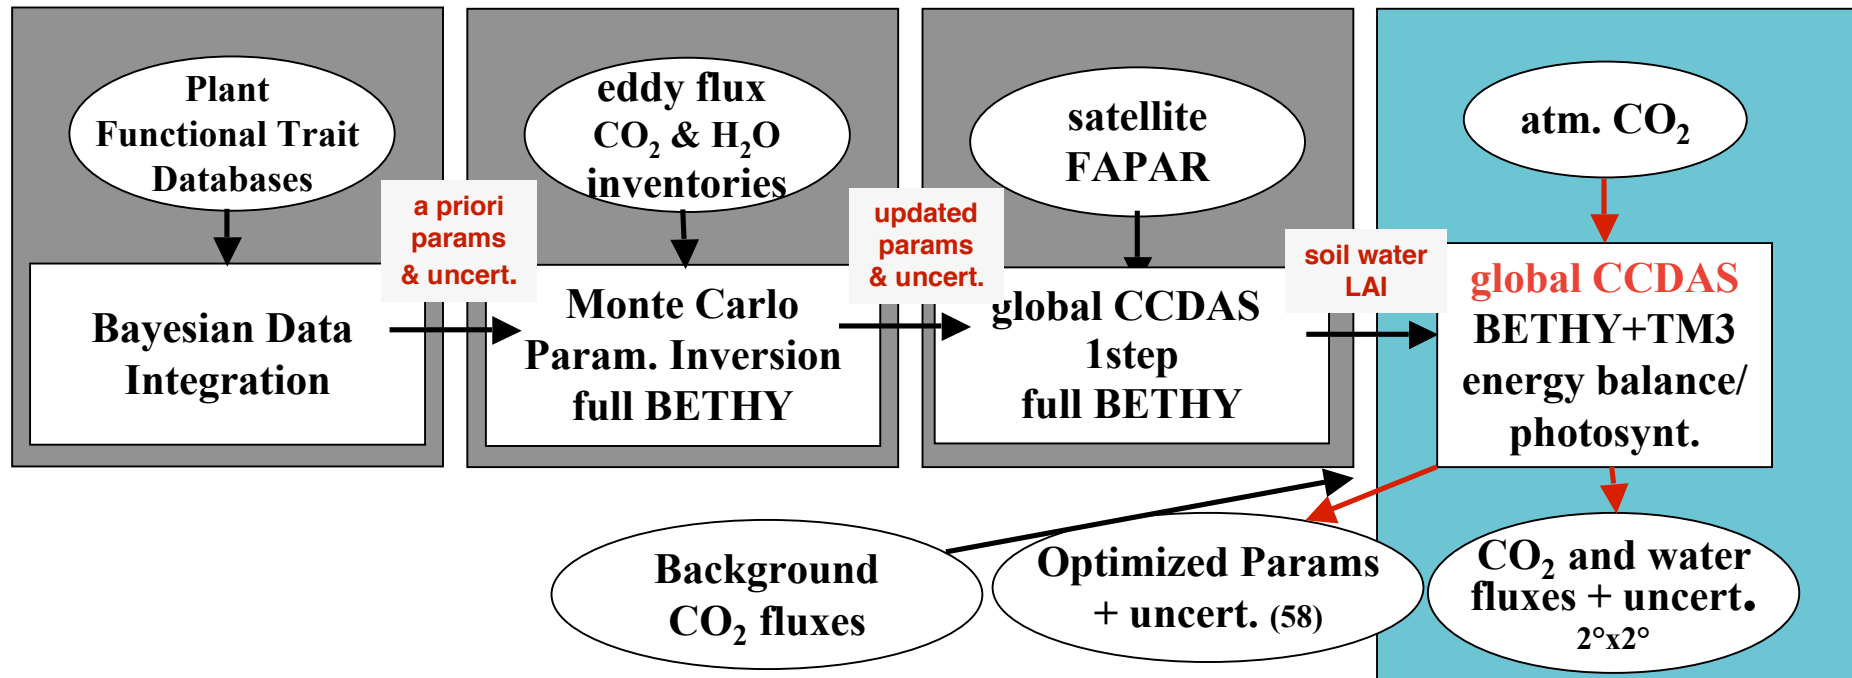 Plant
Functional Trait
Databases
eddy flux
CO₂ & H₂O
inventories
satellite
FAPAR
atm. CO₂
a priori
params
& uncert.
updated
params
& uncert.
soil water
LAI
Bayesian Data
Integration
Monte Carlo
Param. Inversion
full BETHY
global CCDAS
1step
full BETHY
global CCDAS
BETHY+TM3
energy balance/
photosynt.
Background
CO₂ fluxes
Optimized Params
+ uncert. (58)
CO₂ and water
fluxes + uncert.
2°x2°